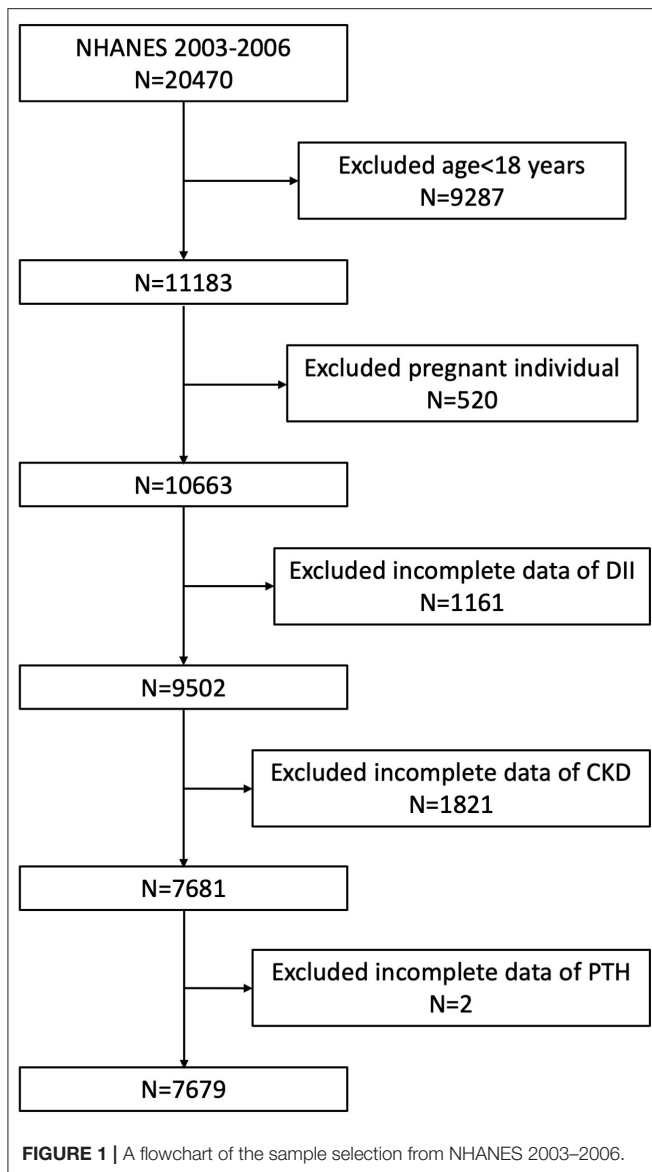 NHANES 2003-2006
N=20470
Excluded age<18 years
N=9287
N=11183
Excluded pregnant individual
N=520
N=10663
Excluded incomplete data of DII
N=1161
N=9502
Excluded incomplete data of CKD
N=1821
N=7681
Excluded incomplete data of PTH
N=2
N=7679
FIGURE 1 | A flowchart of the sample selection from NHANES 2003–2006.